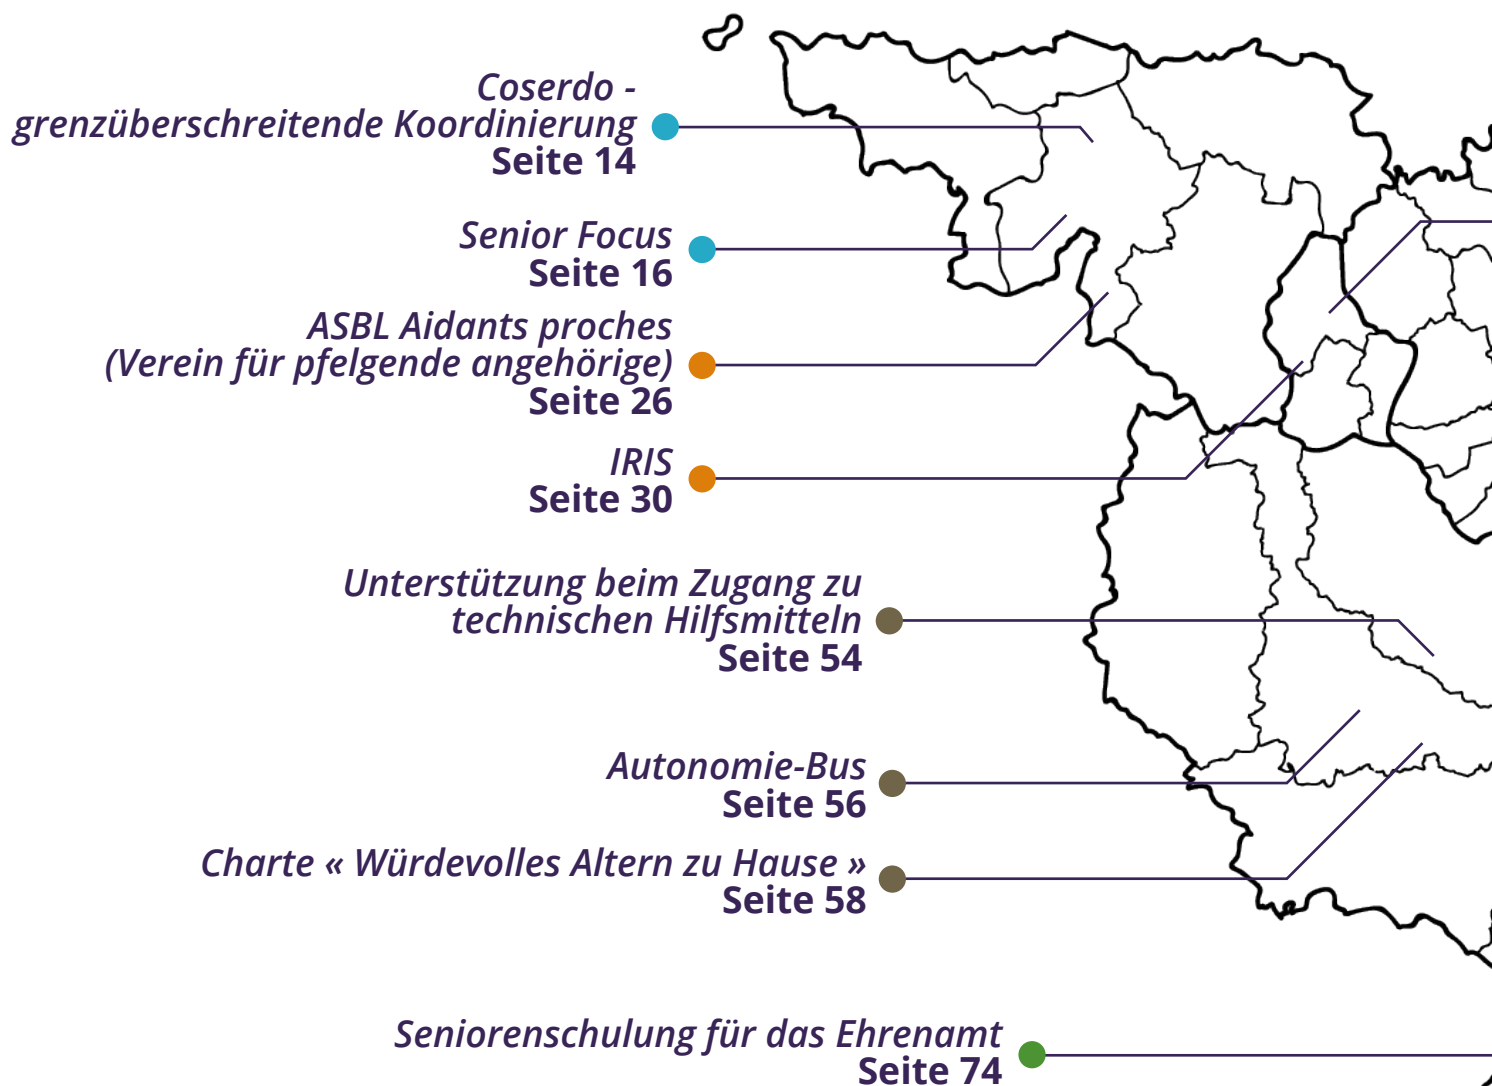 Coserdo -
grenzüberschreitende Koordinierung
Seite 14
Senior Focus
Seite 16
ASBL Aidants proches
(Verein für pfelgende angehörige)
Seite 26
IRIS
Seite 30
Unterstützung beim Zugang zu
technischen Hilfsmitteln
Seite 54
Autonomie-Bus
Seite 56
Charte « Würdevolles Altern zu Hause »
Seite 58
Seniorenschulung für das Ehrenamt
Seite 74